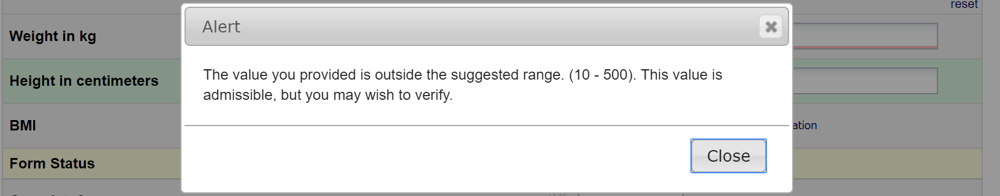 reset
Alert
Weight in kg
The value you provided is outside the suggested range. (10 - 500). This value is
admissible, but you may wish to verify.
Height in centimeters
BMI
ation
Close
Form Status